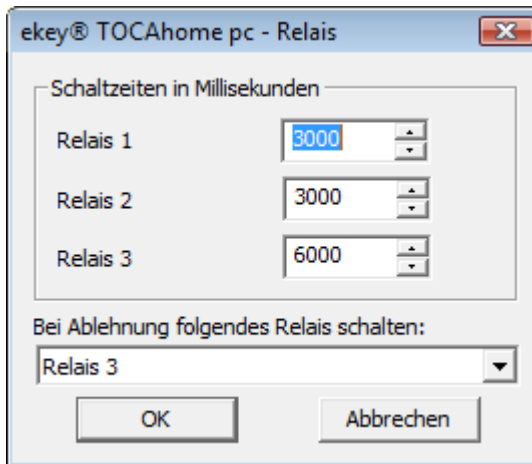 ekey® TOCAhome pc - Relais
Schaltzeiten in Millisekunden
Relais 1 3000
Relais 2 3000
Relais 3 6000
Bei Ablehnung folgendes Relais schalten:
Relais 3
OK Abbrechen